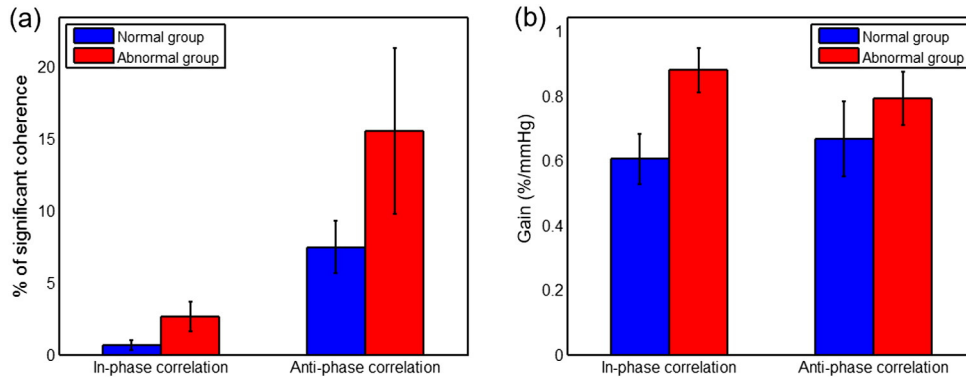 (a)
Normal group
Abnormal group
% of significant coherence
20
15
10
5
0
In-phase correlation
Anti-phase correlation
(b)
Normal group
Abnormal group
Gain (%/mmHg)
1
0.8
0.6
0.4
0.2
0
In-phase correlation
Anti-phase correlation